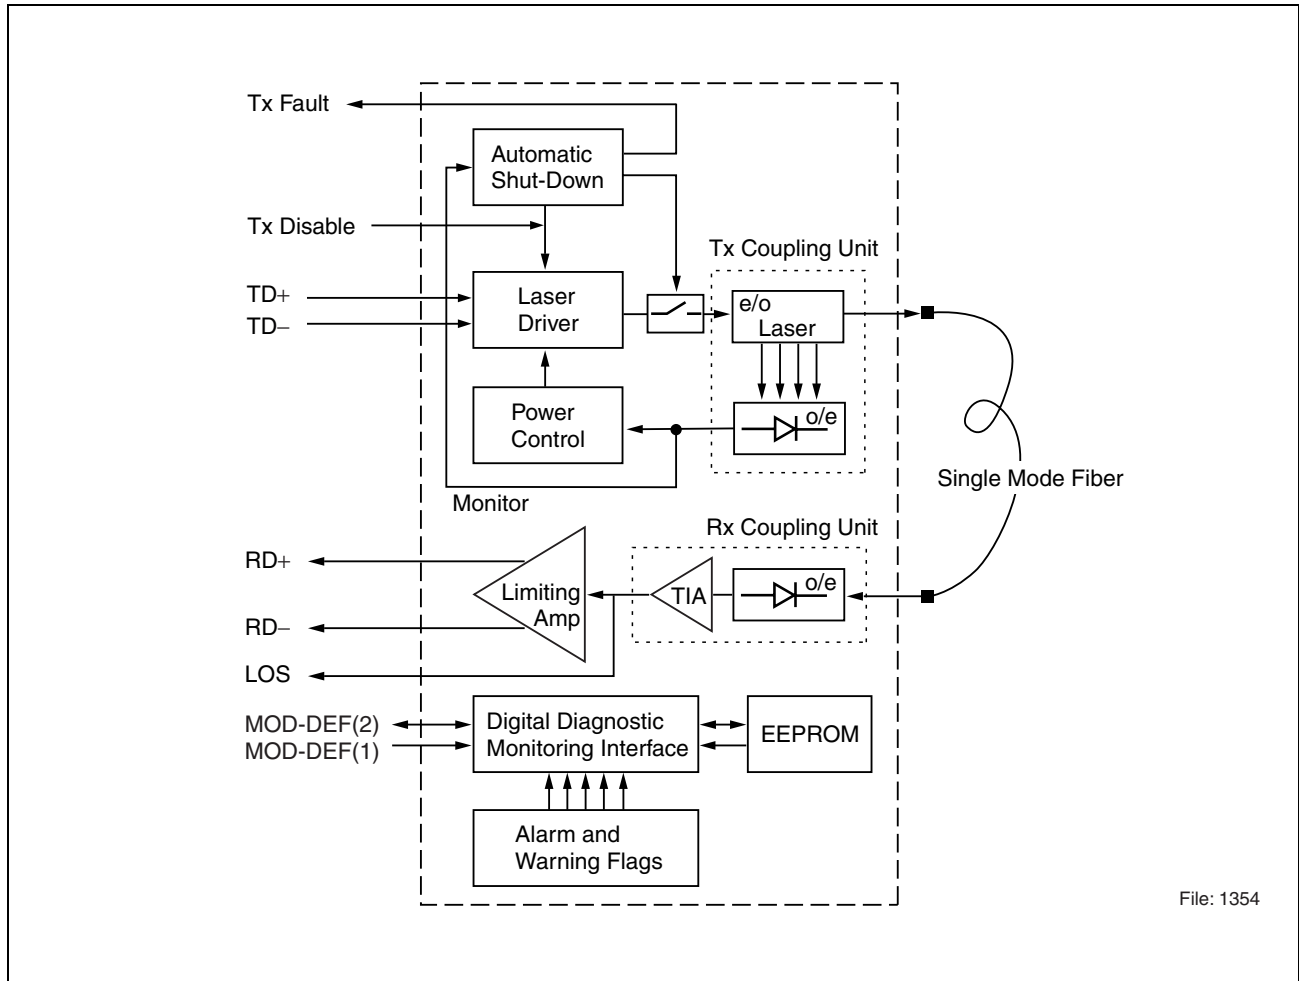 Tx Fault
Automatic
Shut-Down
Tx Disable
Tx Coupling Unit
TD+
TD−
Laser
Driver
e/o
Laser
Power
Control
o/e
Single Mode Fiber
Monitor
Rx Coupling Unit
RD+
RD−
Limiting
Amp
TIA
o/e
LOS
MOD-DEF(2)
MOD-DEF(1)
Digital Diagnostic
Monitoring Interface
EEPROM
Alarm and
Warning Flags
File: 1354